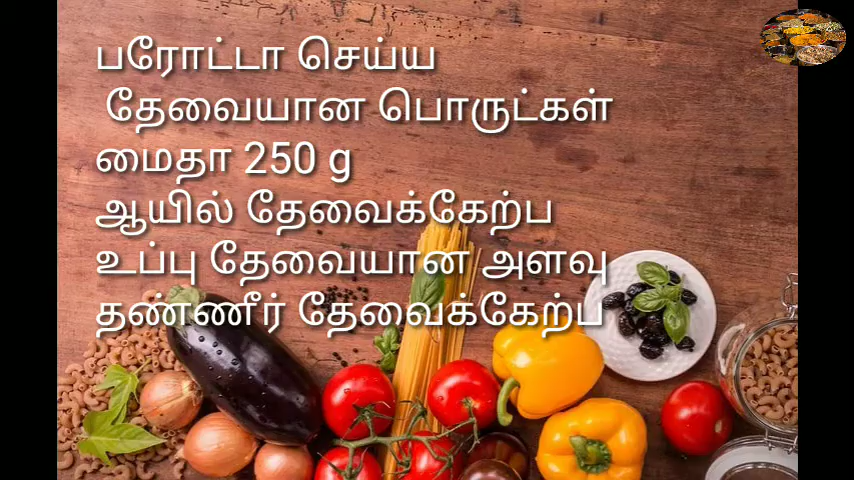 பரோட்டா செய்ய
தேவையான பொருட்கள்
மைதா 250 g
ஆயில் தேவைக்கேற்ப
உப்பு தேவையான அளவு
தண்ணீர் தேவைக்கேற்ப